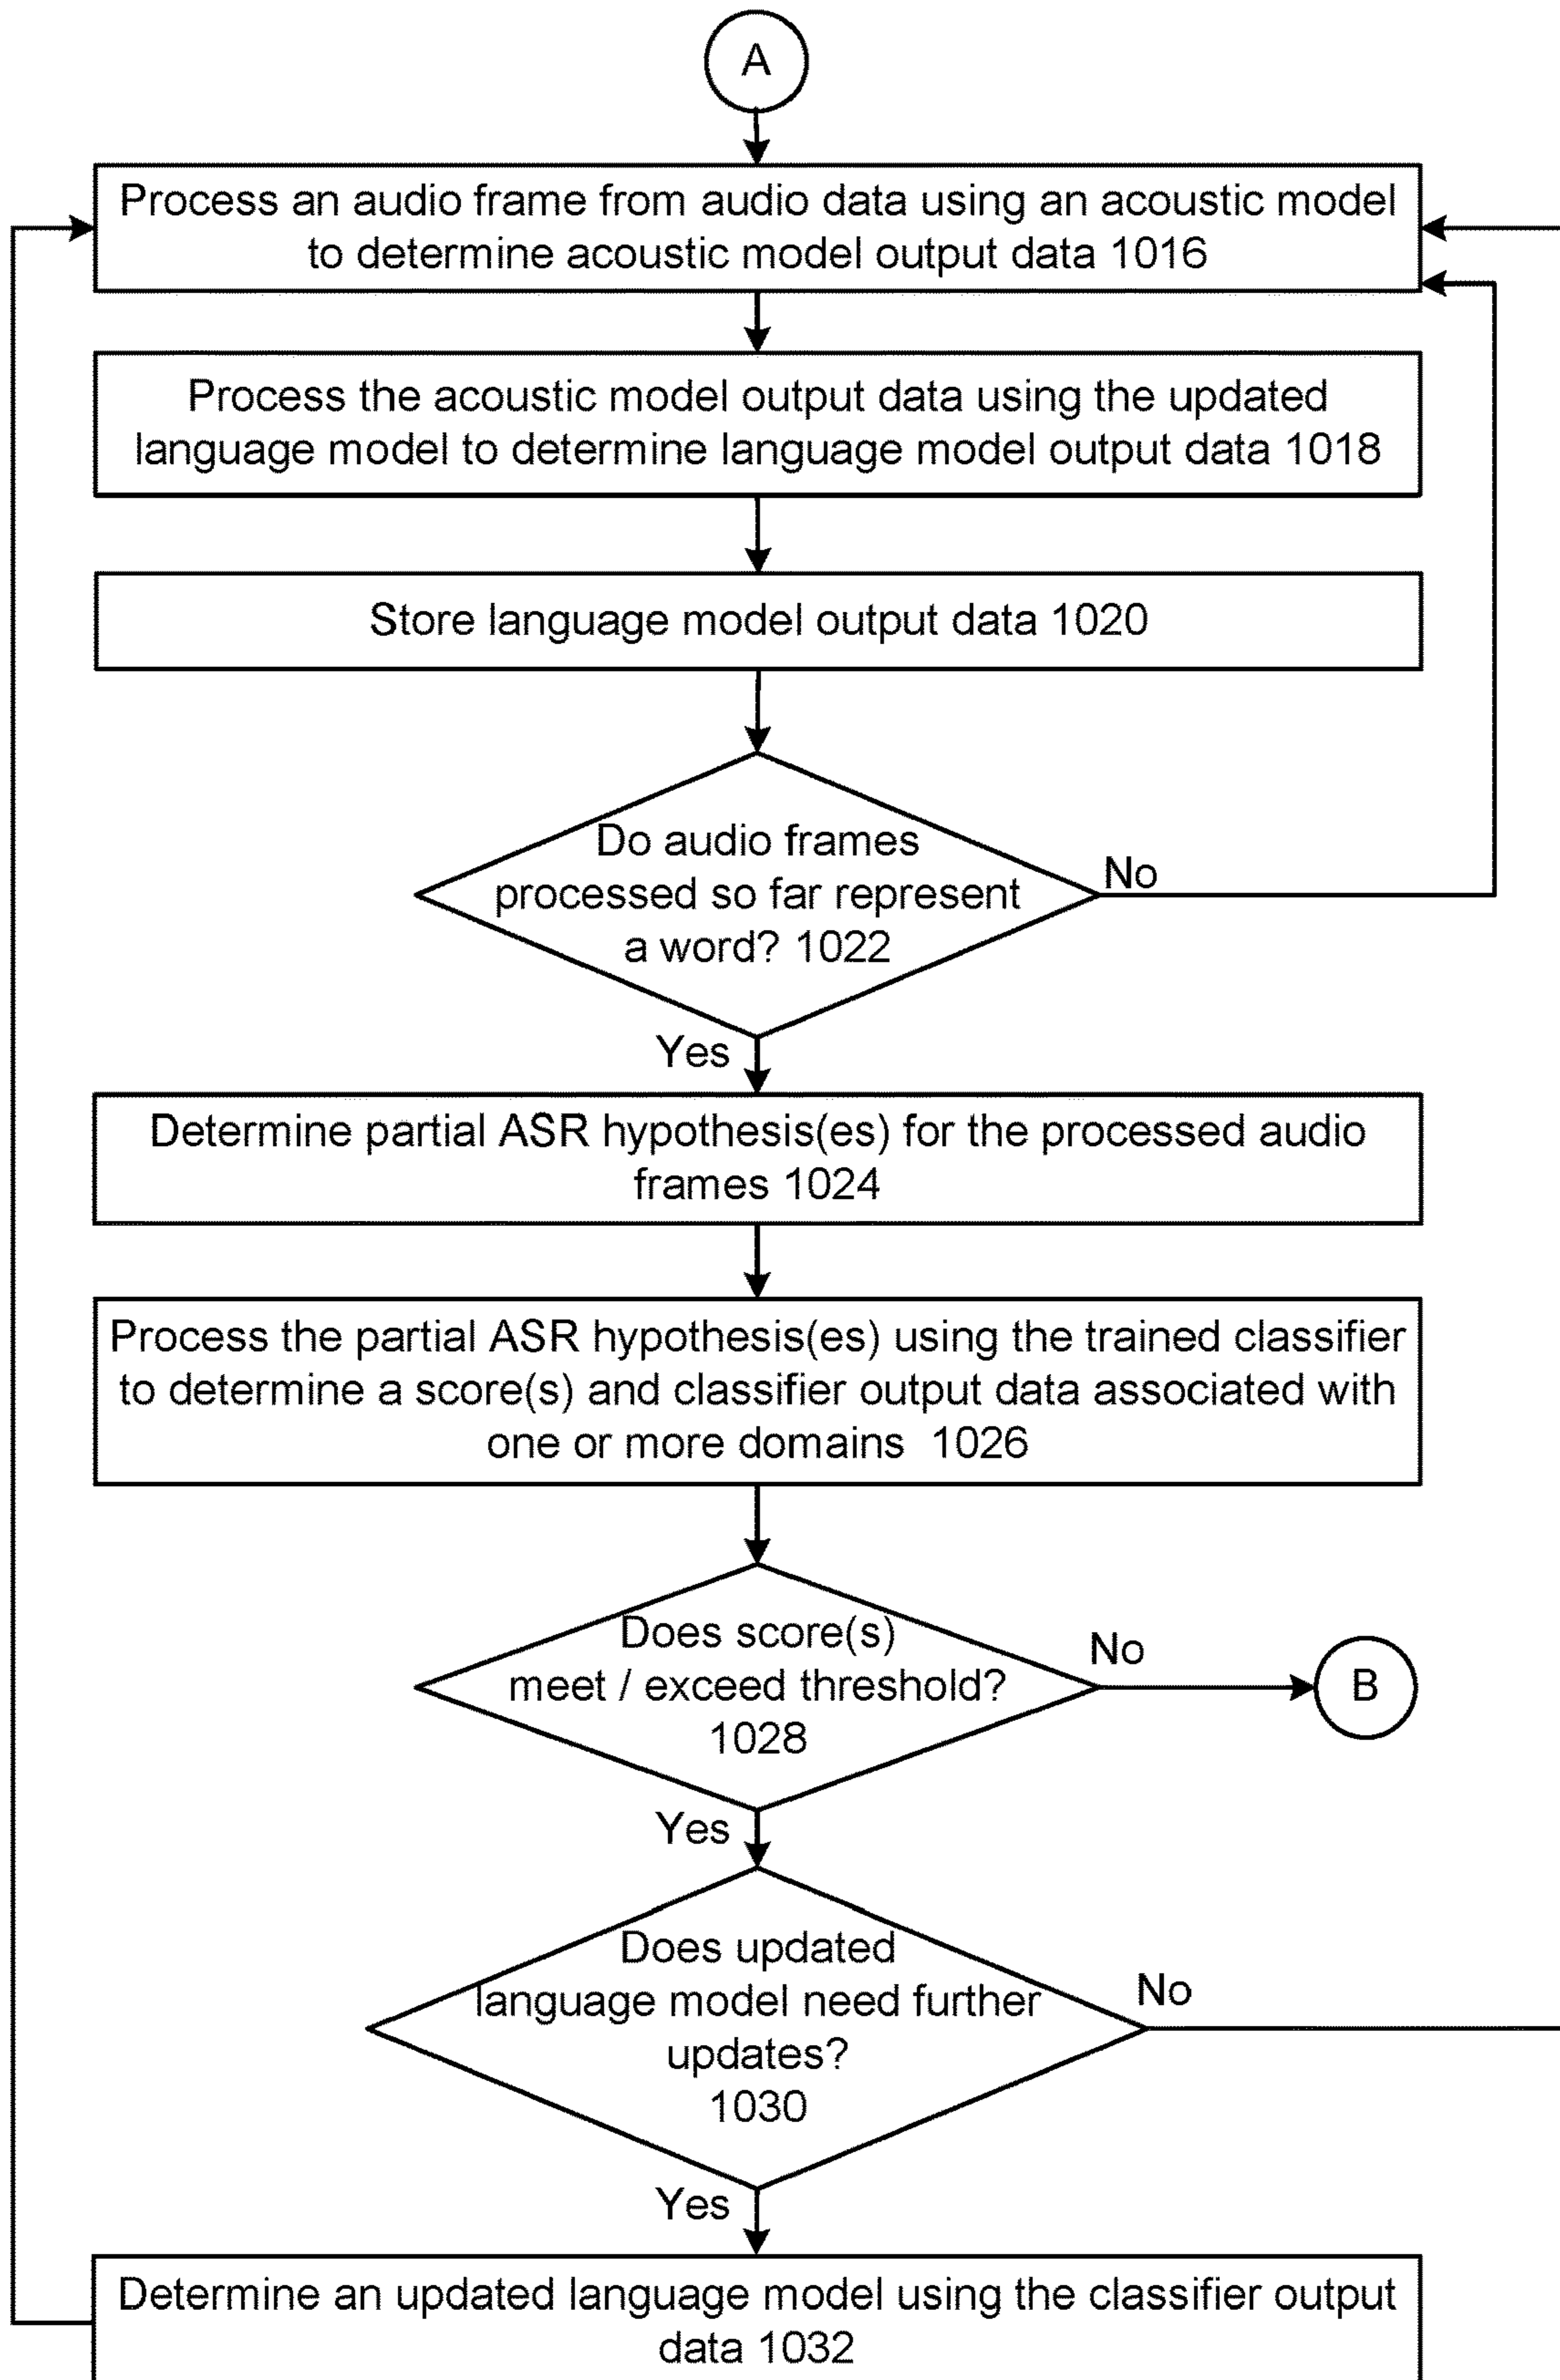 A
Process an audio frame from audio data using an acoustic model
to determine acoustic model output data 1016
Process the acoustic model output data using the updated
language model to determine language model output data 1018
Store language model output data 1020
Do audio frames
processed so far represent
a word? 1022
No
Yes
Determine partial ASR hypothesis(es) for the processed audio
frames 1024
Process the partial ASR hypothesis(es) using the trained classifier
to determine a score(s) and classifier output data associated with
one or more domains 1026
Does score(s)
meet / exceed threshold?
1028
No
B
Yes
Does updated
language model need further
updates?
1030
No
Yes
Determine an updated language model using the classifier output
data 1032